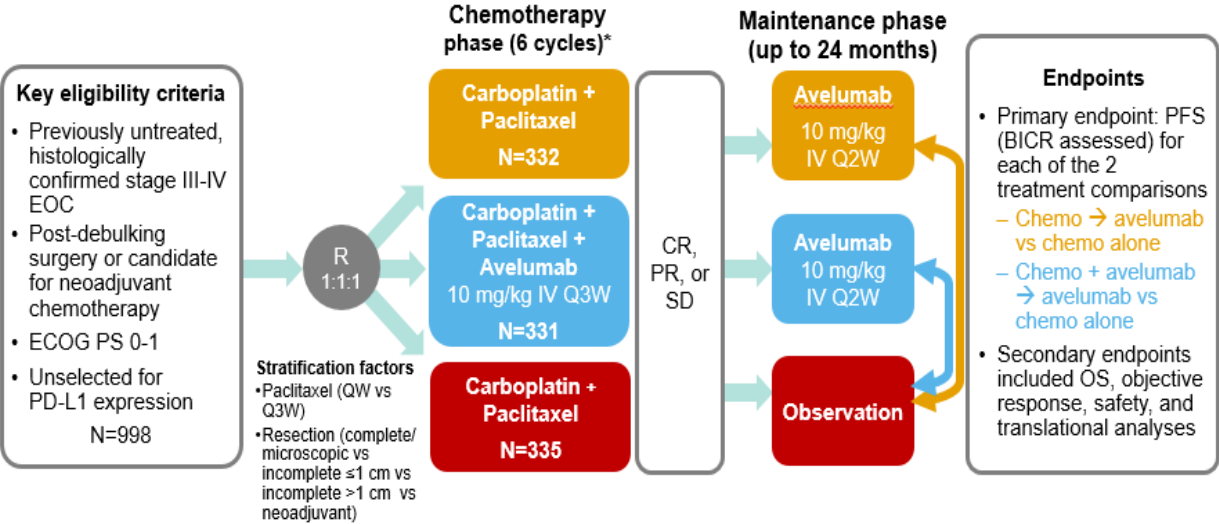 Key eligibility criteria
• Previously untreated,
histologically
confirmed stage III-IV
EOC
• Post-debulking
surgery or candidate
for neoadjuvant
chemotherapy
• ECOG PS 0-1
• Unselected for
PD-L1 expression
N=998
R
1:1:1
Stratification factors
•Paclitaxel (QW vs
Q3W)
•Resection (complete/
microscopic vs
incomplete ≤1 cm vs
incomplete >1 cm vs
neoadjuvant)
Chemotherapy
phase (6 cycles)*
Carboplatin +
Paclitaxel
N=332
Carboplatin +
Paclitaxel +
Avelumab
10 mg/kg IV Q3W
N=331
Carboplatin +
Paclitaxel
N=335
CR,
PR, or
SD
Maintenance phase
(up to 24 months)
Avelumab
10 mg/kg
IV Q2W
Avelumab
10 mg/kg
IV Q2W
Observation
Endpoints
• Primary endpoint: PFS
(BICR assessed) for
each of the 2
treatment comparisons
– Chemo → avelumab
vs chemo alone
– Chemo + avelumab
→ avelumab vs
chemo alone
• Secondary endpoints
included OS, objective
response, safety, and
translational analyses